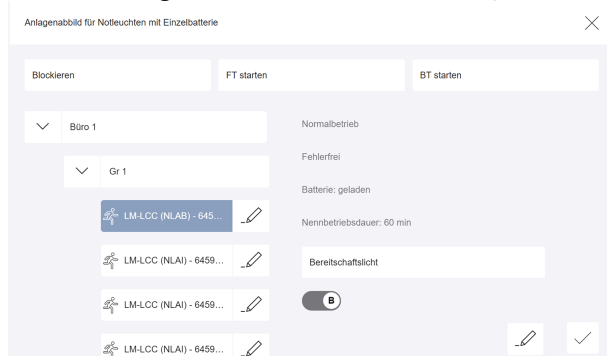 Anlagenabbild für Notleuchten mit Einzelbatterie
Blockieren
FT starten
BT starten
Büro 1
Gr 1
LM-LCC (NLAB) - 645...
LM-LCC (NLAI) - 6459...
LM-LCC (NLAI) - 6459...
LM-LCC (NLAI) - 6459...
Normalbetrieb
Fehlerfrei
Batterie: geladen
Nennbetriebsdauer: 60 min
Bereitschaftslicht
B